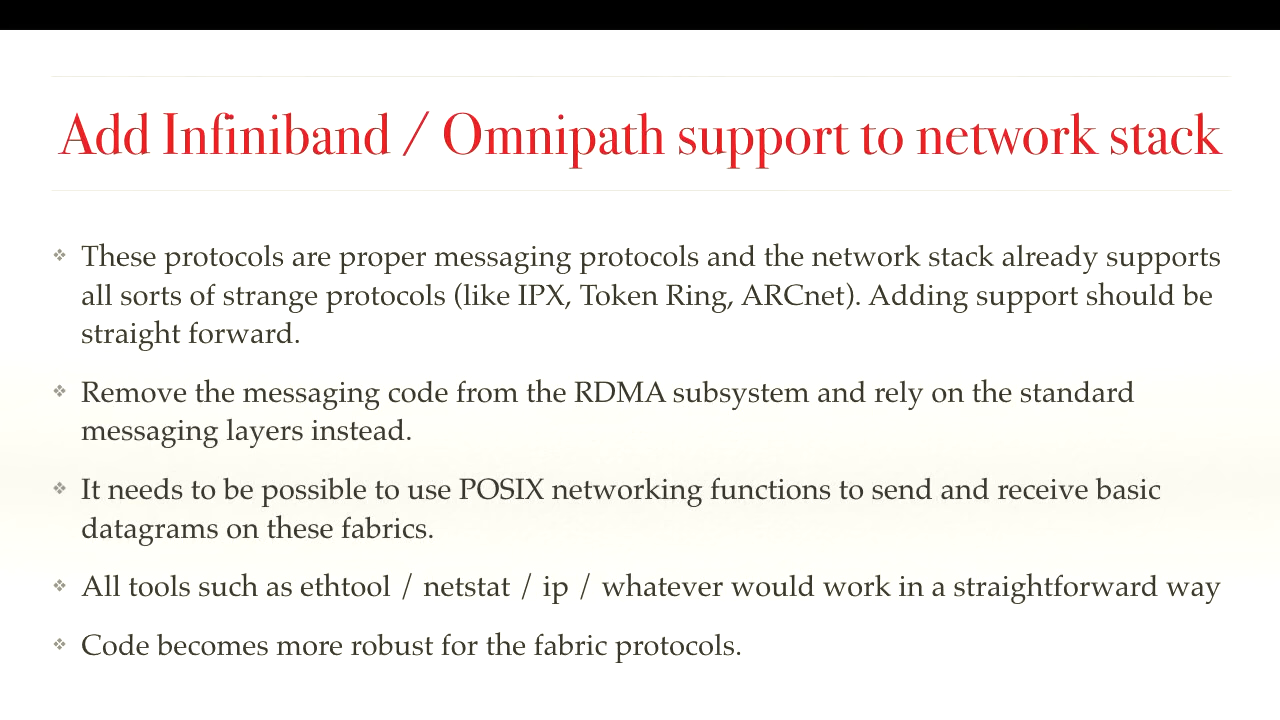 Add Infiniband / Omnipath support to network stack
These protocols are proper messaging protocols and the network stack already supports
all sorts of strange protocols (like IPX, Token Ring, ARCnet). Adding support should be
straight forward.
Remove the messaging code from the RDMA subsystem and rely on the standard
messaging layers instead.
It needs to be possible to use POSIX networking functions to send and receive basic
datagrams on these fabrics.
All tools such as ethtool / netstat / ip / whatever would work in a straightforward way
Code becomes more robust for the fabric protocols.